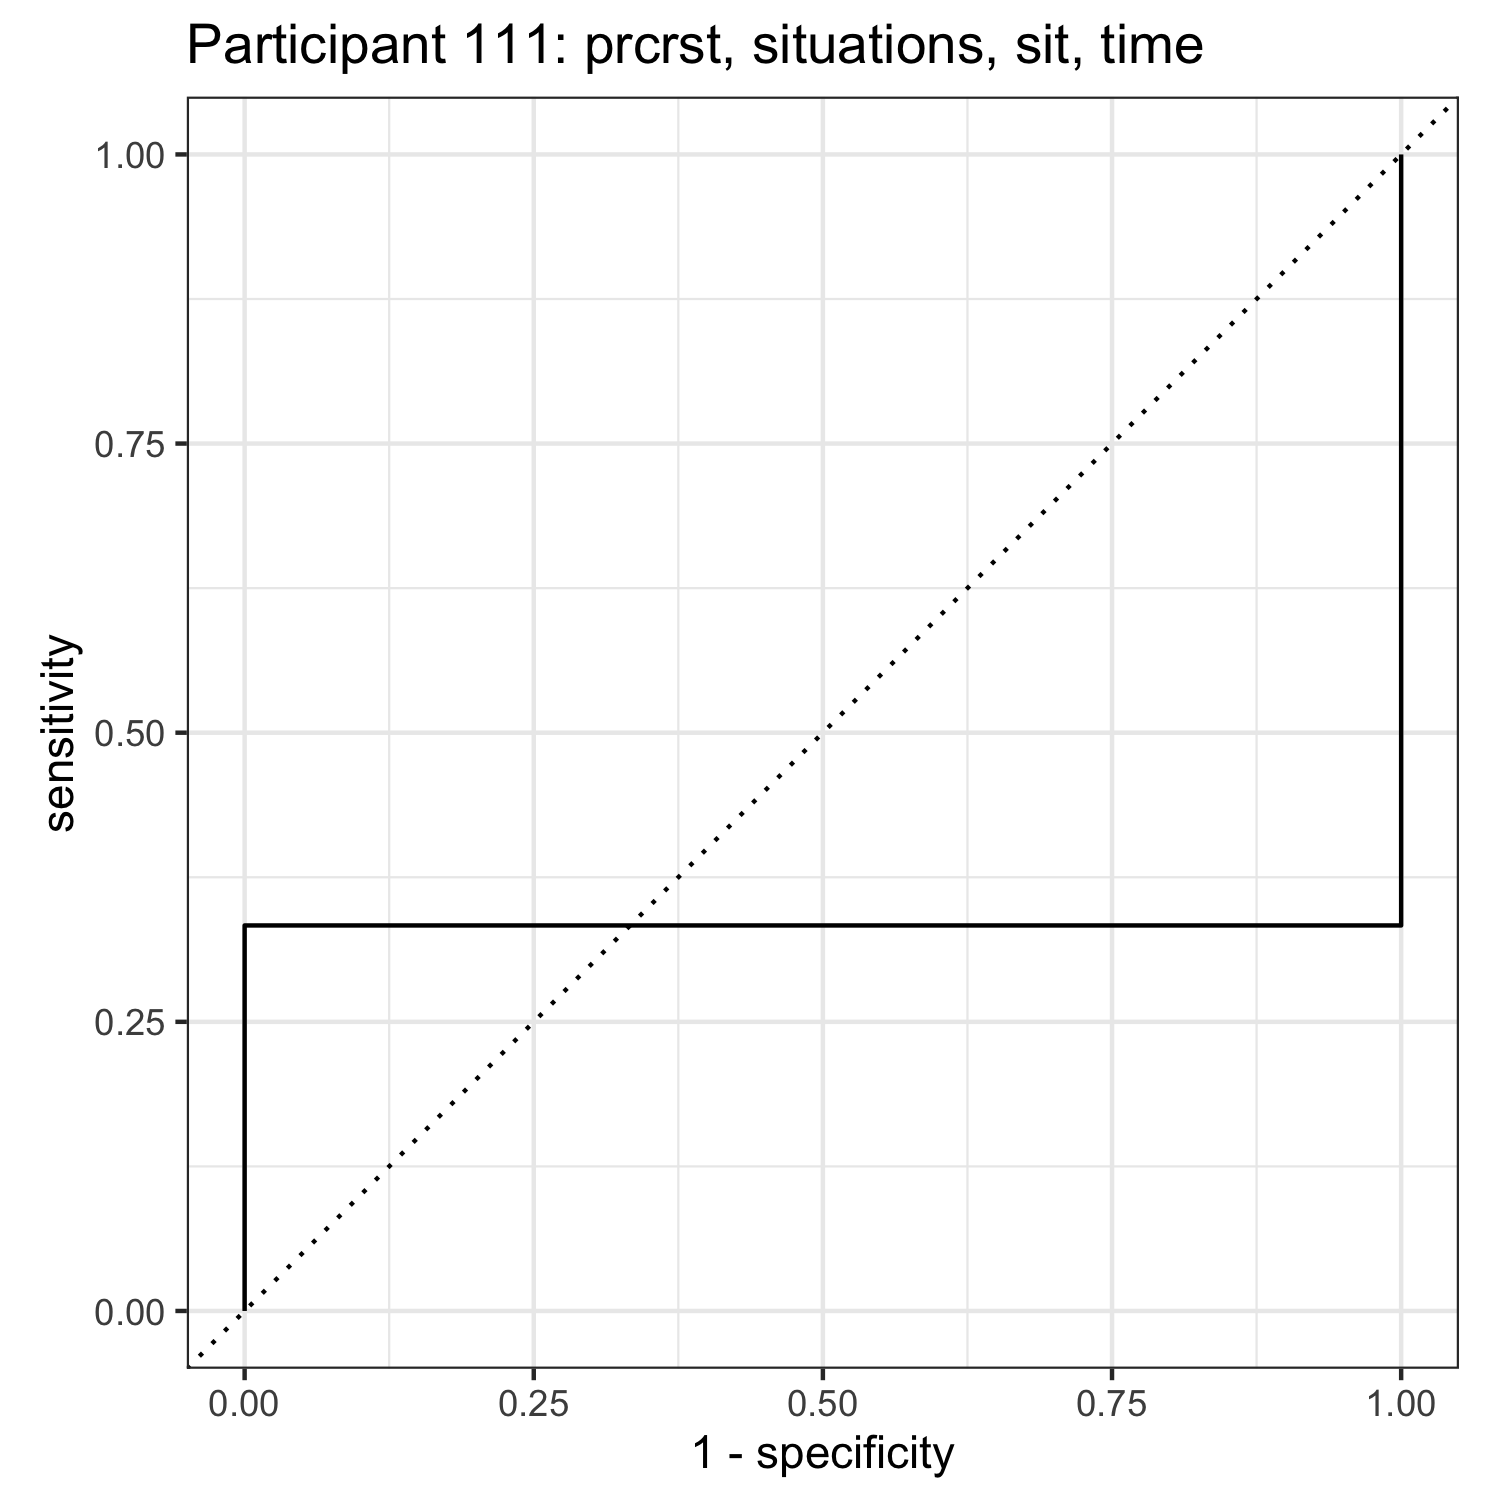 Participant 111: prcrst, situations, sit, time
1.00
0.75
0.50
0.25
0.00
sensitivity
0.00 0.25 0.50 0.75 1.00
1 - specificity